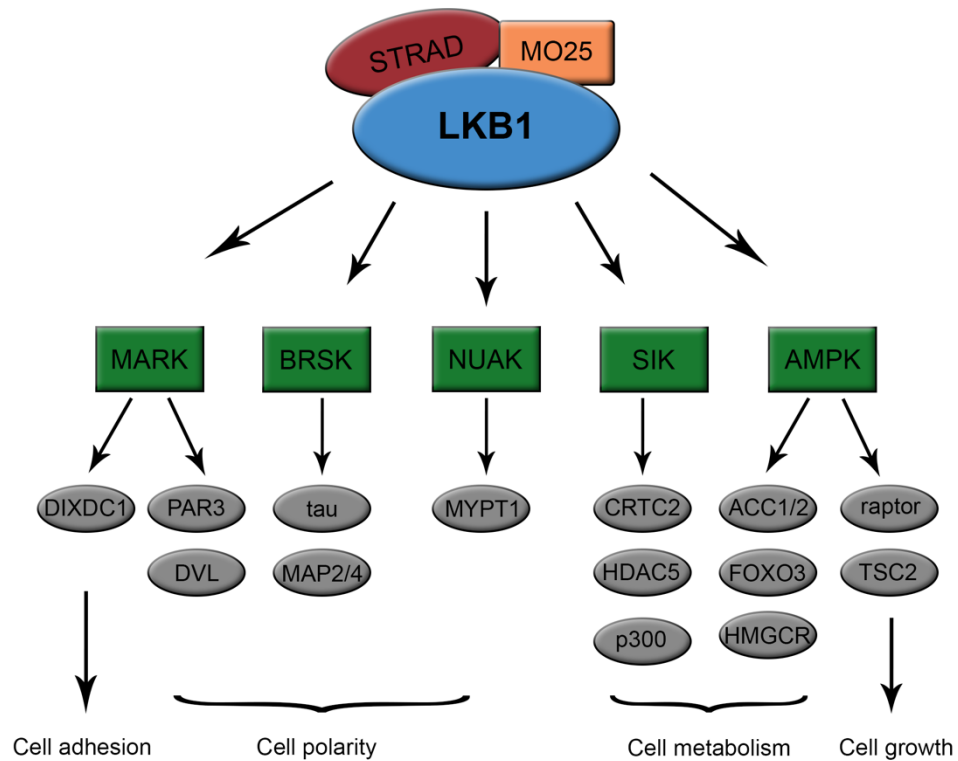 STRAD
MO25
LKB1
MARK
BRSK
NUAK
SIK
AMPK
DIXDC1
PAR3
tau
MYPT1
CRTC2
ACC1/2
raptor
DVL
MAP2/4
HDAC5
FOXO3
TSC2
p300
HMGCR
Cell adhesion
Cell polarity
Cell metabolism
Cell growth